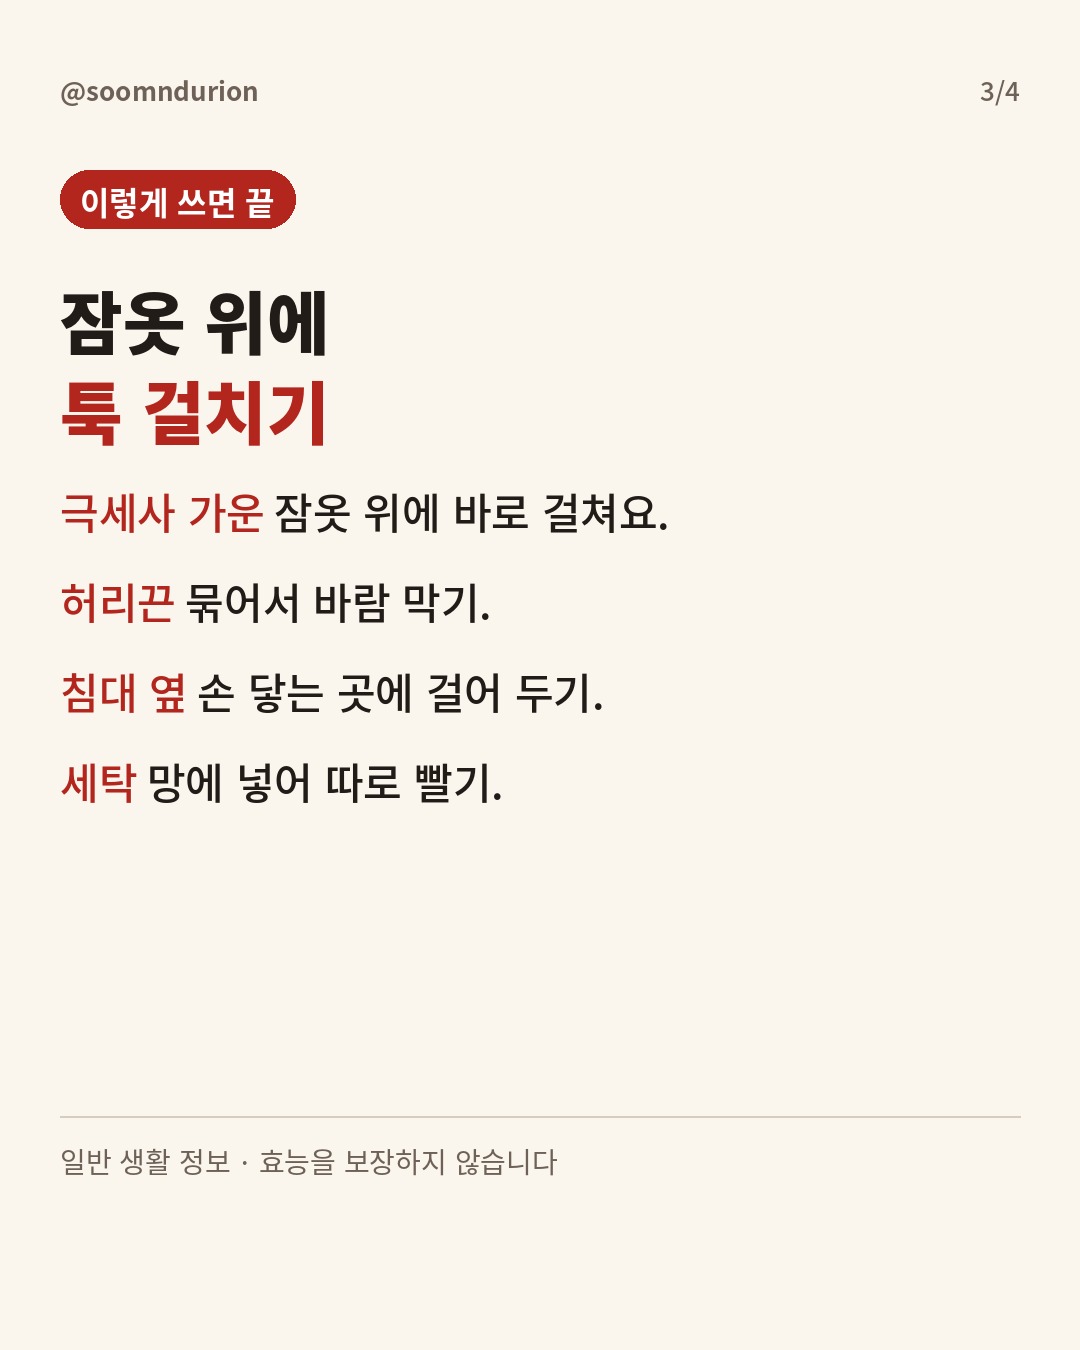 @soomndurion
3/4
이렇게 쓰면 끝
잠옷 위에
툭 걸치기
극세사 가운 잠옷 위에 바로 걸쳐요.
허리끈 묶어서 바람 막기.
침대 옆 손 닿는 곳에 걸어 두기.
세탁 망에 넣어 따로 빨기.
일반 생활 정보 · 효능을 보장하지 않습니다